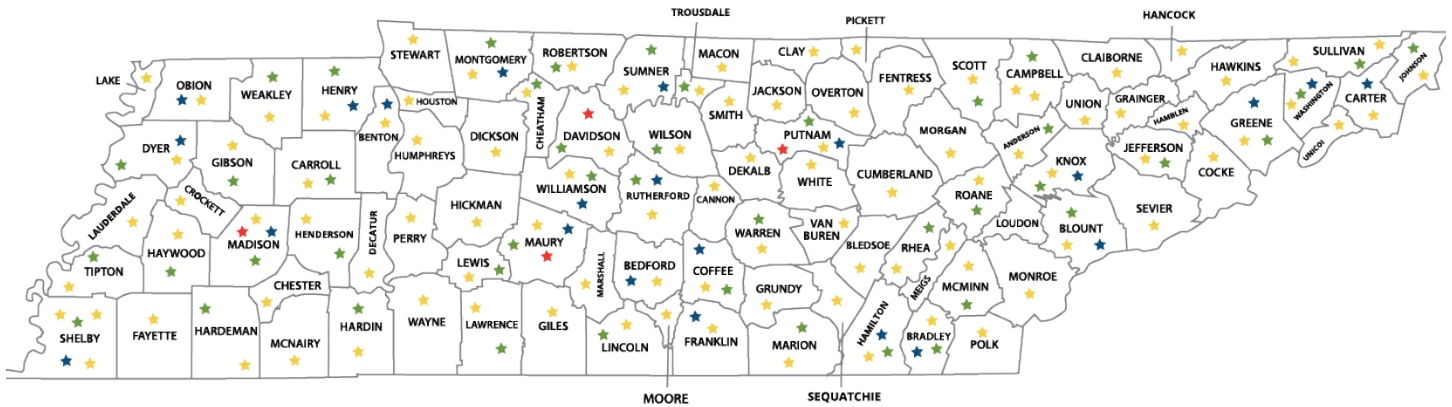 TROUSDALE
PICKETT
HANCOCK
STEWART
MONTGOMERY
ROBERTSON
SUMNER
MACON
CLAY
SCOTT
CAMPBELL
CLAIBORNE
SULLIVAN
JOHNSON
LAKE
OBION
WEAKLEY
HENRY
HOUSTON
CHEATHAM
JACKSON
OVERTON
FENTRESS
UNION
GRAINGER
HAWKINS
WASHINGTON
CARTER
BENTON
DICKSON
DAVIDSON
WILSON
SMITH
PUTNAM
MORGAN
ANDERSON
HAMBLEN
GREENE
UNICOI
DYER
GIBSON
CARROLL
HUMPHREYS
DEKALB
WHITE
CUMBERLAND
KNOX
JEFFERSON
COCKE
CROCKETT
WILLIAMSON
RUTHERFORD
CANNON
ROANE
LAUDERDALE
HICKMAN
SEVIER
HAYWOOD
MADISON
HENDERSON
DECATUR
PERRY
MAURY
WARREN
VAN
BUREN
BLEDSOE
RHEA
LOUDON
BLOUNT
TIPTON
LEWIS
MARSHALL
BEDFORD
COFFEE
MEIGS
MCMINN
MONROE
CHESTER
GRUNDY
SHELBY
FAYETTE
HARDEMAN
MCNAIRY
HARDIN
WAYNE
LAWRENCE
GILES
LINCOLN
FRANKLIN
MARION
HAMILTON
BRADLEY
POLK
MOORE
SEQUATCHIE